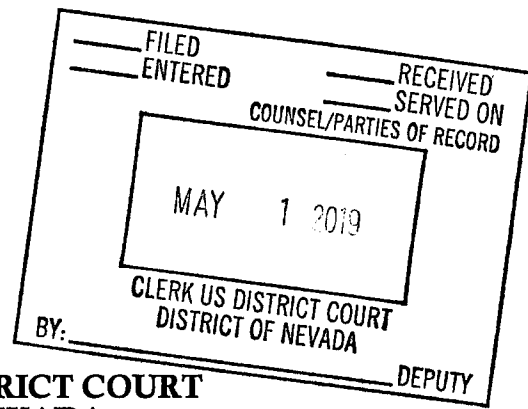 FILED
ENTERED
RECEIVED
SERVED ON
COUNSEL/PARTIES OF RECORD
MAY 1 2019
CLERK US DISTRICT COURT
DISTRICT OF NEVADA
BY: DEPUTY
RICT COURT